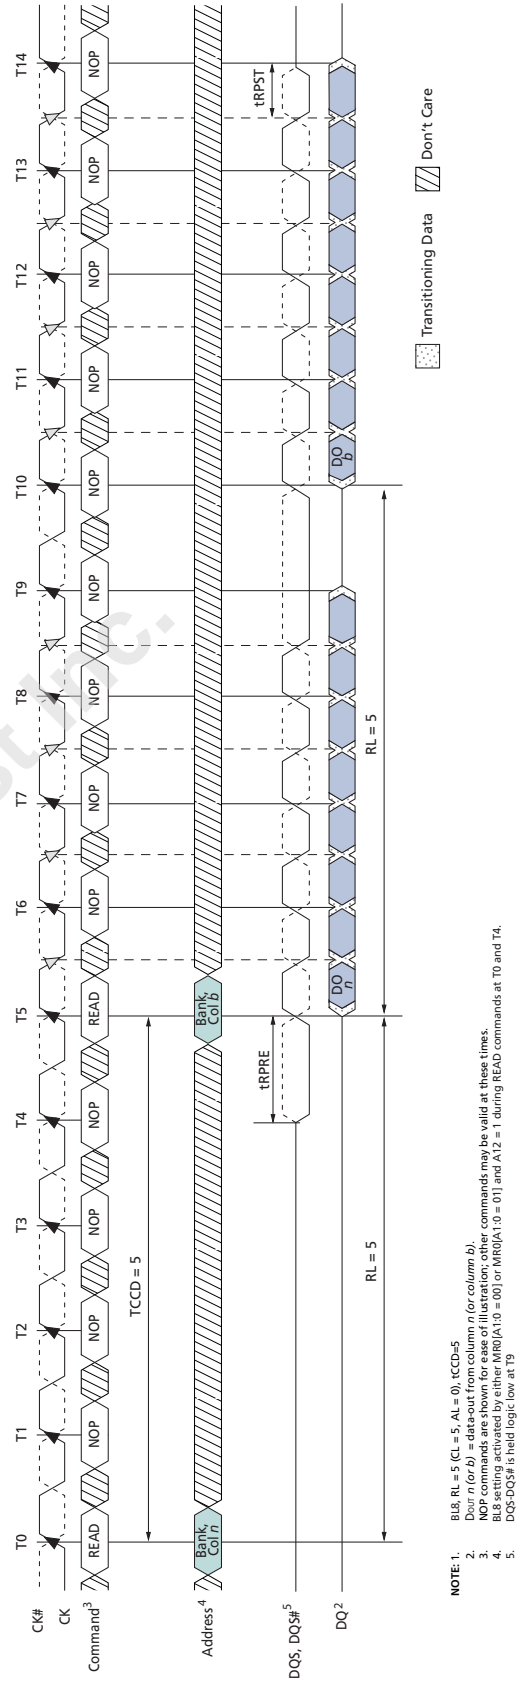 T0 T1 T2 T3 T4 T5 T6 T7 T8 T9 T10 T11 T12 T13 T14
CK#
CK
Command3 READ NOP NOP NOP NOP READ NOP NOP NOP NOP NOP NOP NOP NOP NOP
TCCD = 5
Address4 Bank, Col n Bank, Col b
tRPRE tRPST
DQS, DQS#5
DQ2 DO n DO b
RL = 5 RL = 5
Transitioning Data Don't Care
NOTE: 1. BL8, RL = 5 (CL = 5, AL = 0), tCCD=5
2. DOUT n (or b) = data-out from column n (or column b).
3. NOP commands are shown for ease of illustration; other commands may be valid at these times.
4. BL8 setting activated by either MR0[A1:0 = 00] or MR0[A1:0 = 01] and A12 = 1 during READ commands at T0 and T4.
5. DQS-DQS# is held logic low at T9
st Inc.